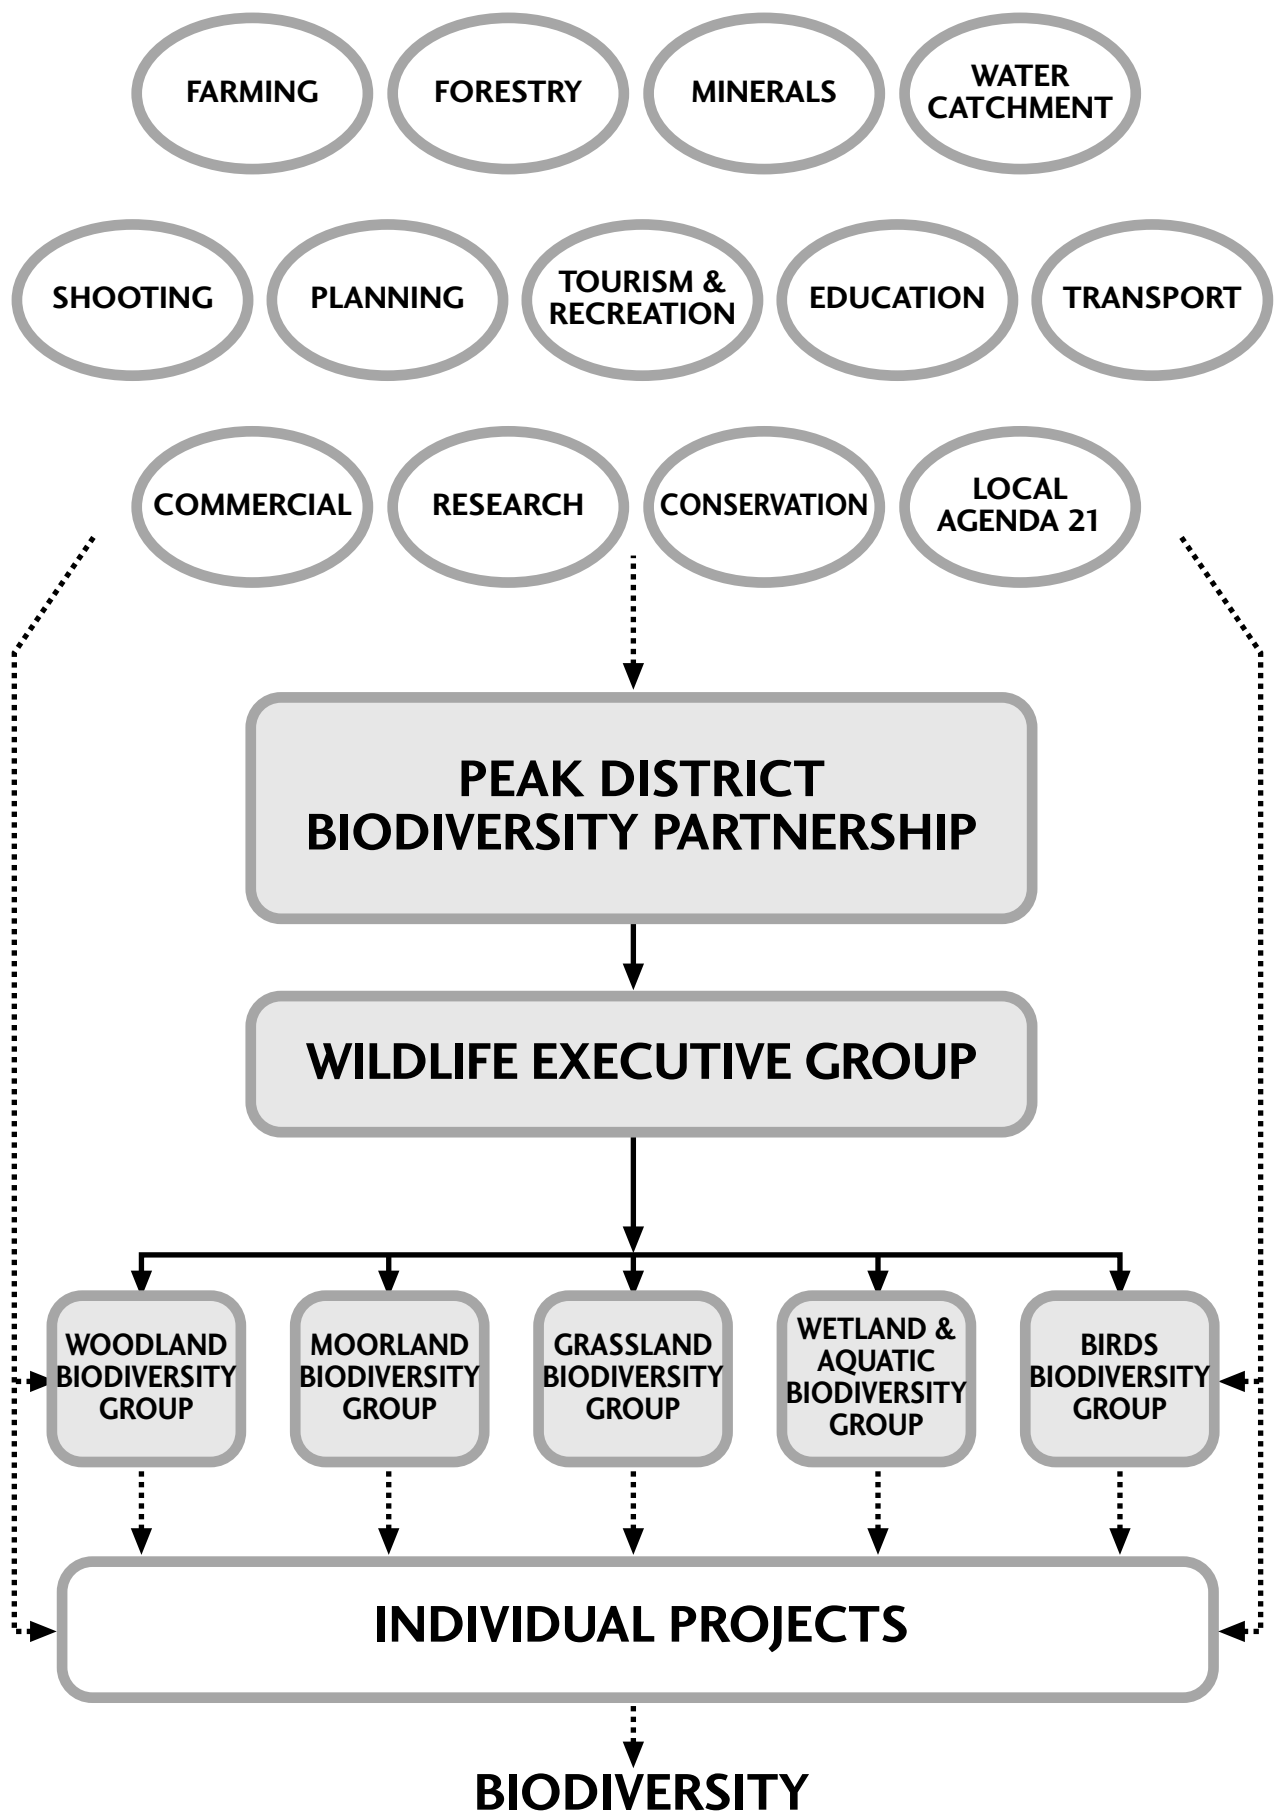 FARMING
FORESTRY
MINERALS
WATER
CATCHMENT
SHOOTING
PLANNING
TOURISM &
RECREATION
EDUCATION
TRANSPORT
COMMERCIAL
RESEARCH
CONSERVATION
LOCAL
AGENDA 21
PEAK DISTRICT
BIODIVERSITY PARTNERSHIP
WILDLIFE EXECUTIVE GROUP
WOODLAND
BIODIVERSITY
GROUP
MOORLAND
BIODIVERSITY
GROUP
GRASSLAND
BIODIVERSITY
GROUP
WETLAND &
AQUATIC
BIODIVERSITY
GROUP
BIRDS
BIODIVERSITY
GROUP
INDIVIDUAL PROJECTS
BIODIVERSITY